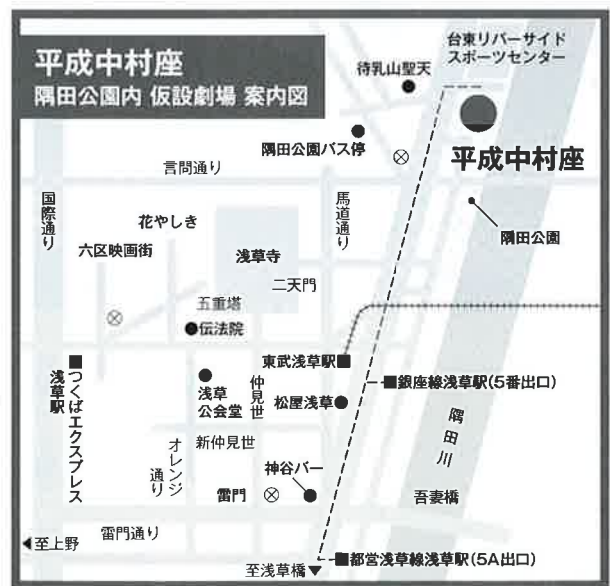 平成中村座
隅田公園内 仮設劇場 案内図
台東リバーサイド
スポーツセンター
待乳山聖天
平成中村座
隅田公園バス停
言問通り
国際通り
馬道通り
隅田公園
花やしき
六区映画街
浅草寺
二天門
五重塔
伝法院
東武浅草駅
つくばエクスプレス
浅草駅
浅草
公会堂
仲見世
松屋浅草
銀座線浅草駅(5番出口)
隅田川
オレンジ
通り
新仲見世
神谷バー
雷門
吾妻橋
雷門通り
至上野
都営浅草線浅草駅(5A出口)
至浅草橋